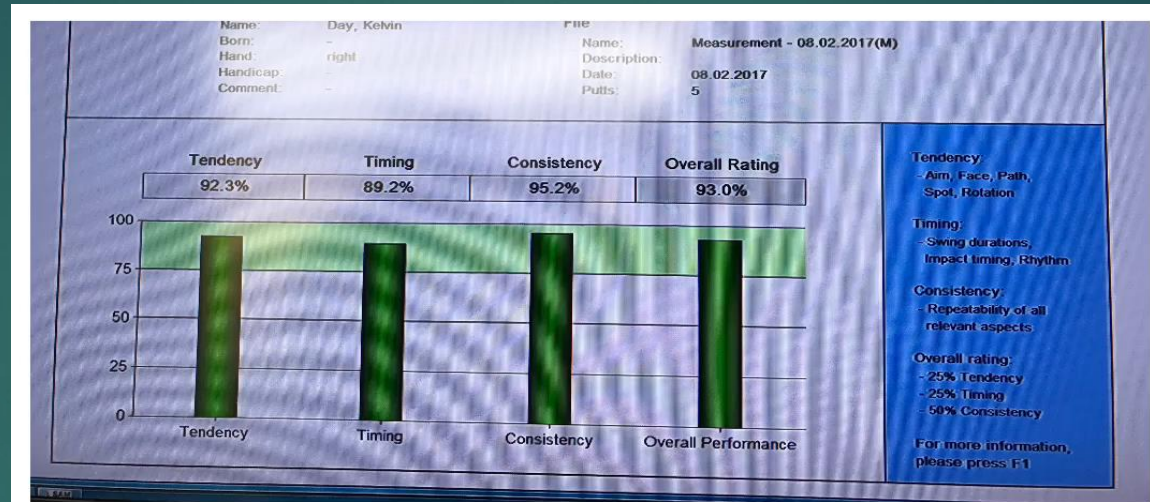 Name: Day, Kelvin
Born: -
Hand: right
Handicap: -
Comment: -
File
Name: Measurement - 08.02.2017(M)
Doscription:
Date: 08.02.2017
Putts: 5
Tendency Timing Consistency Overall Rating
92.3% 89.2% 95.2% 93.0%
100
75
50
25
0
Tendency Timing Consistency Overall Performance
Tendency:
- Aim, Face, Path,
Spot, Rotation
Timing:
- Swing durations,
Impact timing, Rhythm
Consistency:
- Repeatability of all
relevant aspects
Overall rating:
- 25% Tendency
- 25% Timing
- 50% Consistency
For more information,
please press F1
SAM